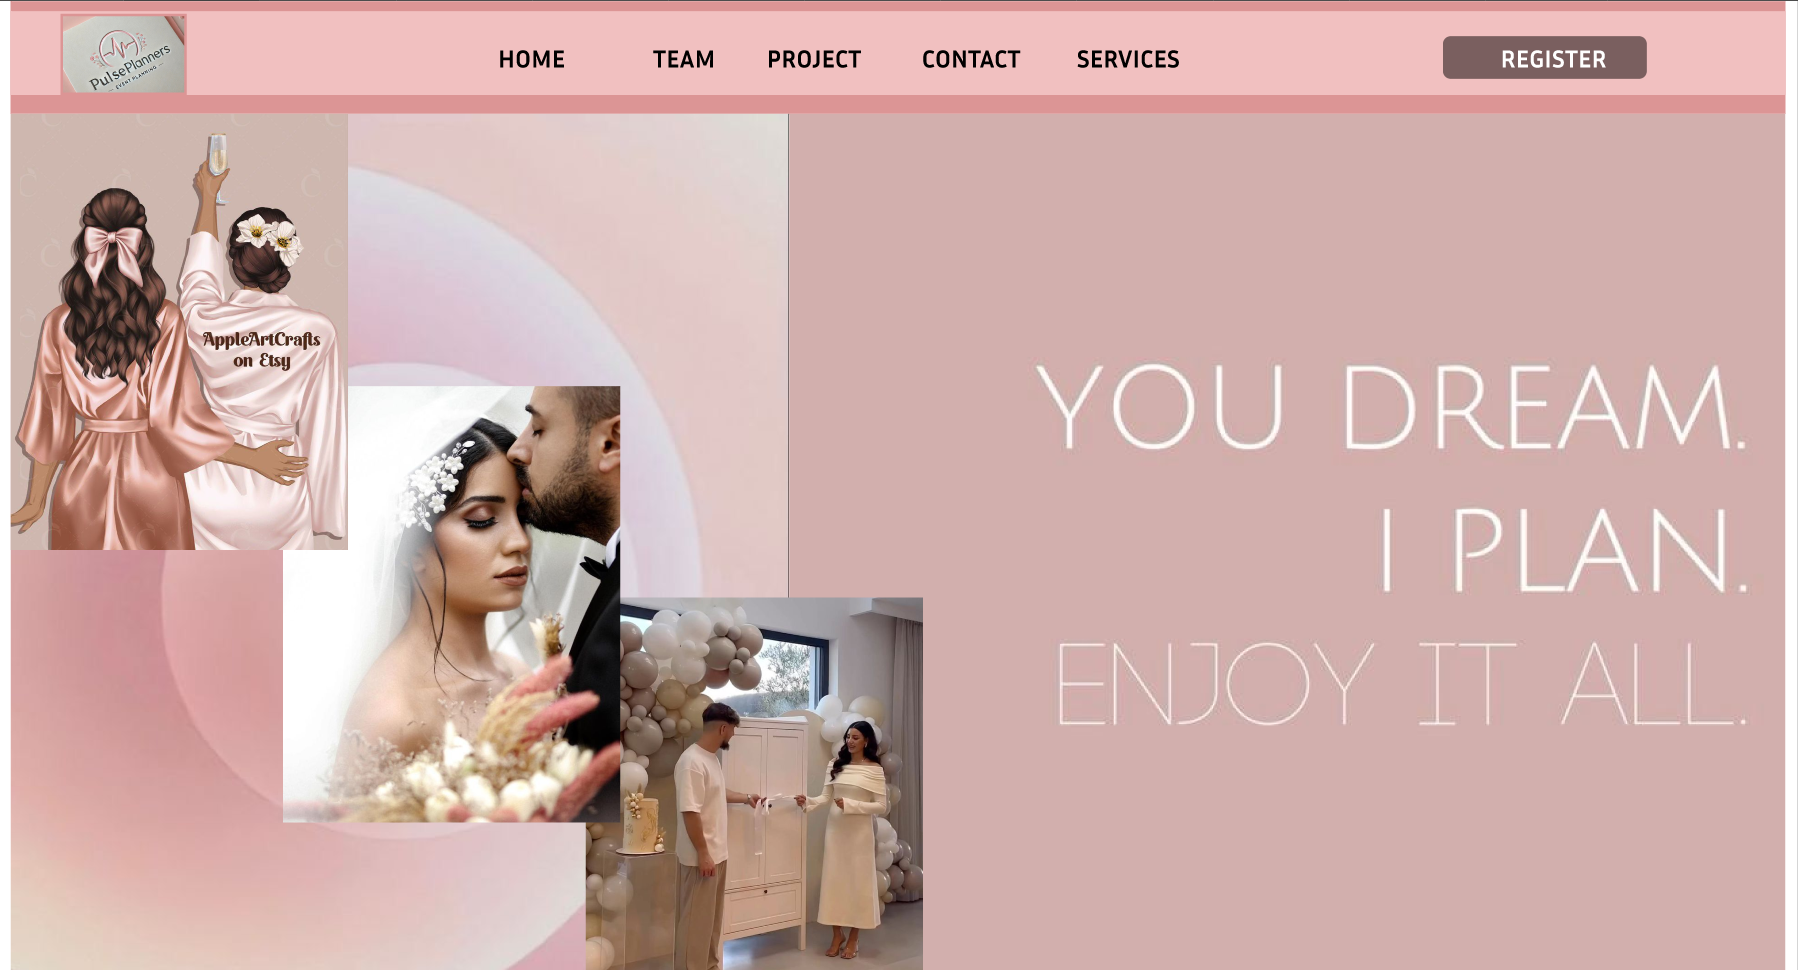 PulsePlanners
— EVENT PLANNING —
HOME
TEAM
PROJECT
CONTACT
SERVICES
REGISTER
AppleArtCrafts
on Etsy
YOU DREAM.
I PLAN.
ENJOY IT ALL.